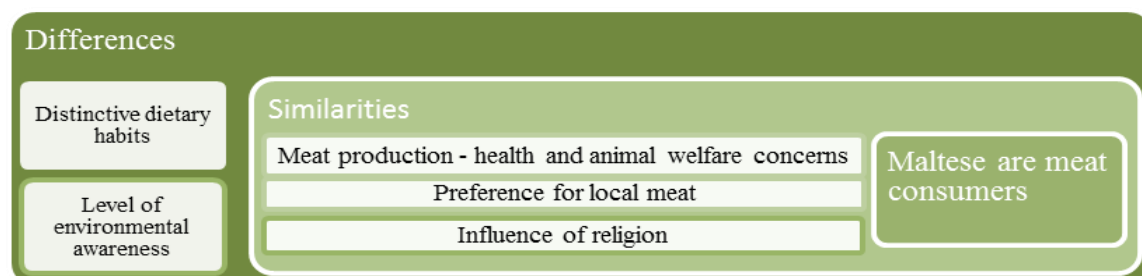 Differences
Distinctive dietary
habits
Level of
environmental
awareness
Similarities
Meat production - health and animal welfare concerns
Preference for local meat
Influence of religion
Maltese are meat
consumers